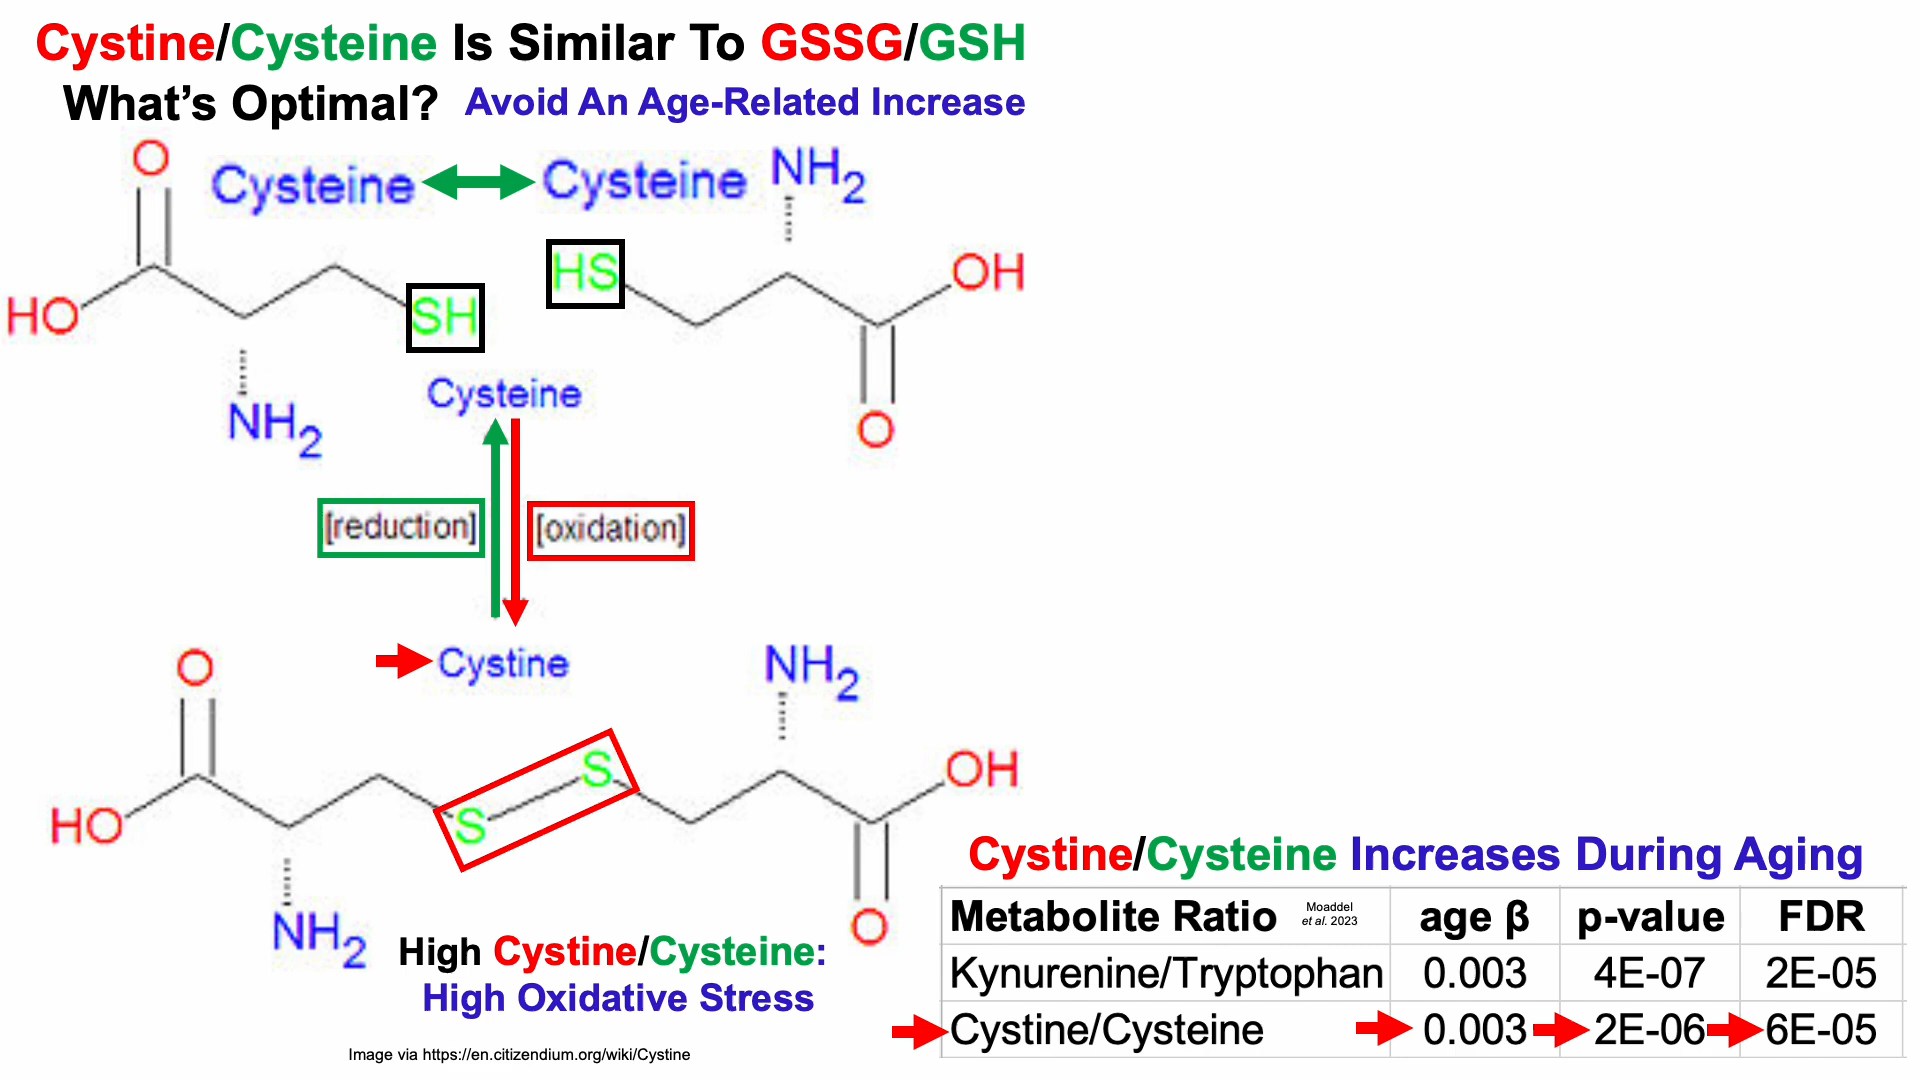 Cystine/Cysteine Is Similar To GSSG/GSH
What's Optimal? Avoid An Age-Related Increase
O
Cysteine
Cysteine
NH2
HO
SH
HS
OH
NH2
O
Cysteine
[reduction]
[oxidation]
Cystine
O
NH2
HO
S
S
OH
NH2
O
High Cystine/Cysteine:
High Oxidative Stress
Image via https://en.citizendium.org/wiki/Cystine
Cystine/Cysteine Increases During Aging
Metabolite Ratio Moaddel et al. 2023 age β p-value FDR
Kynurenine/Tryptophan 0.003 4E-07 2E-05
Cystine/Cysteine 0.003 2E-06 6E-05